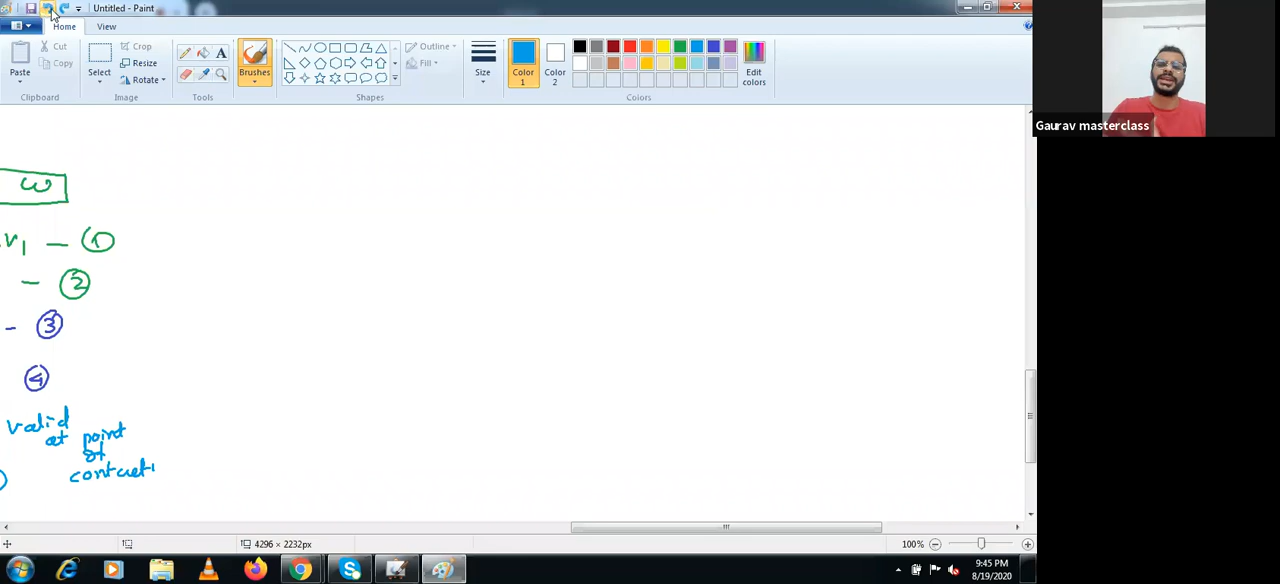 Untitled - Paint
Home View
Paste
Cut
Copy
Clipboard
Select
Crop
Resize
Rotate
Image
A
Tools
Brushes
Outline
Fill
Shapes
Size
Color 1
Color 2
Edit colors
Colors
Gaurav masterclass
ω
v₁ — ①
- ②
- ③
④
valid
at point
of
contact
4296 × 2232px
100%
9:45 PM
8/19/2020